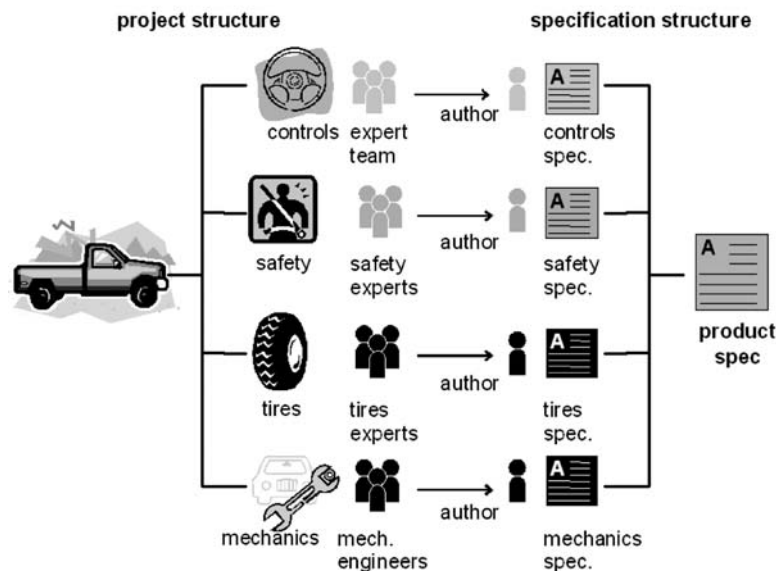 project structure
specification structure
controls
expert
team
author
controls
spec.
A
safety
safety
experts
author
safety
spec.
A
tires
tires
experts
author
tires
spec.
A
mechanics
mech.
engineers
author
mechanics
spec.
A
A
product
spec